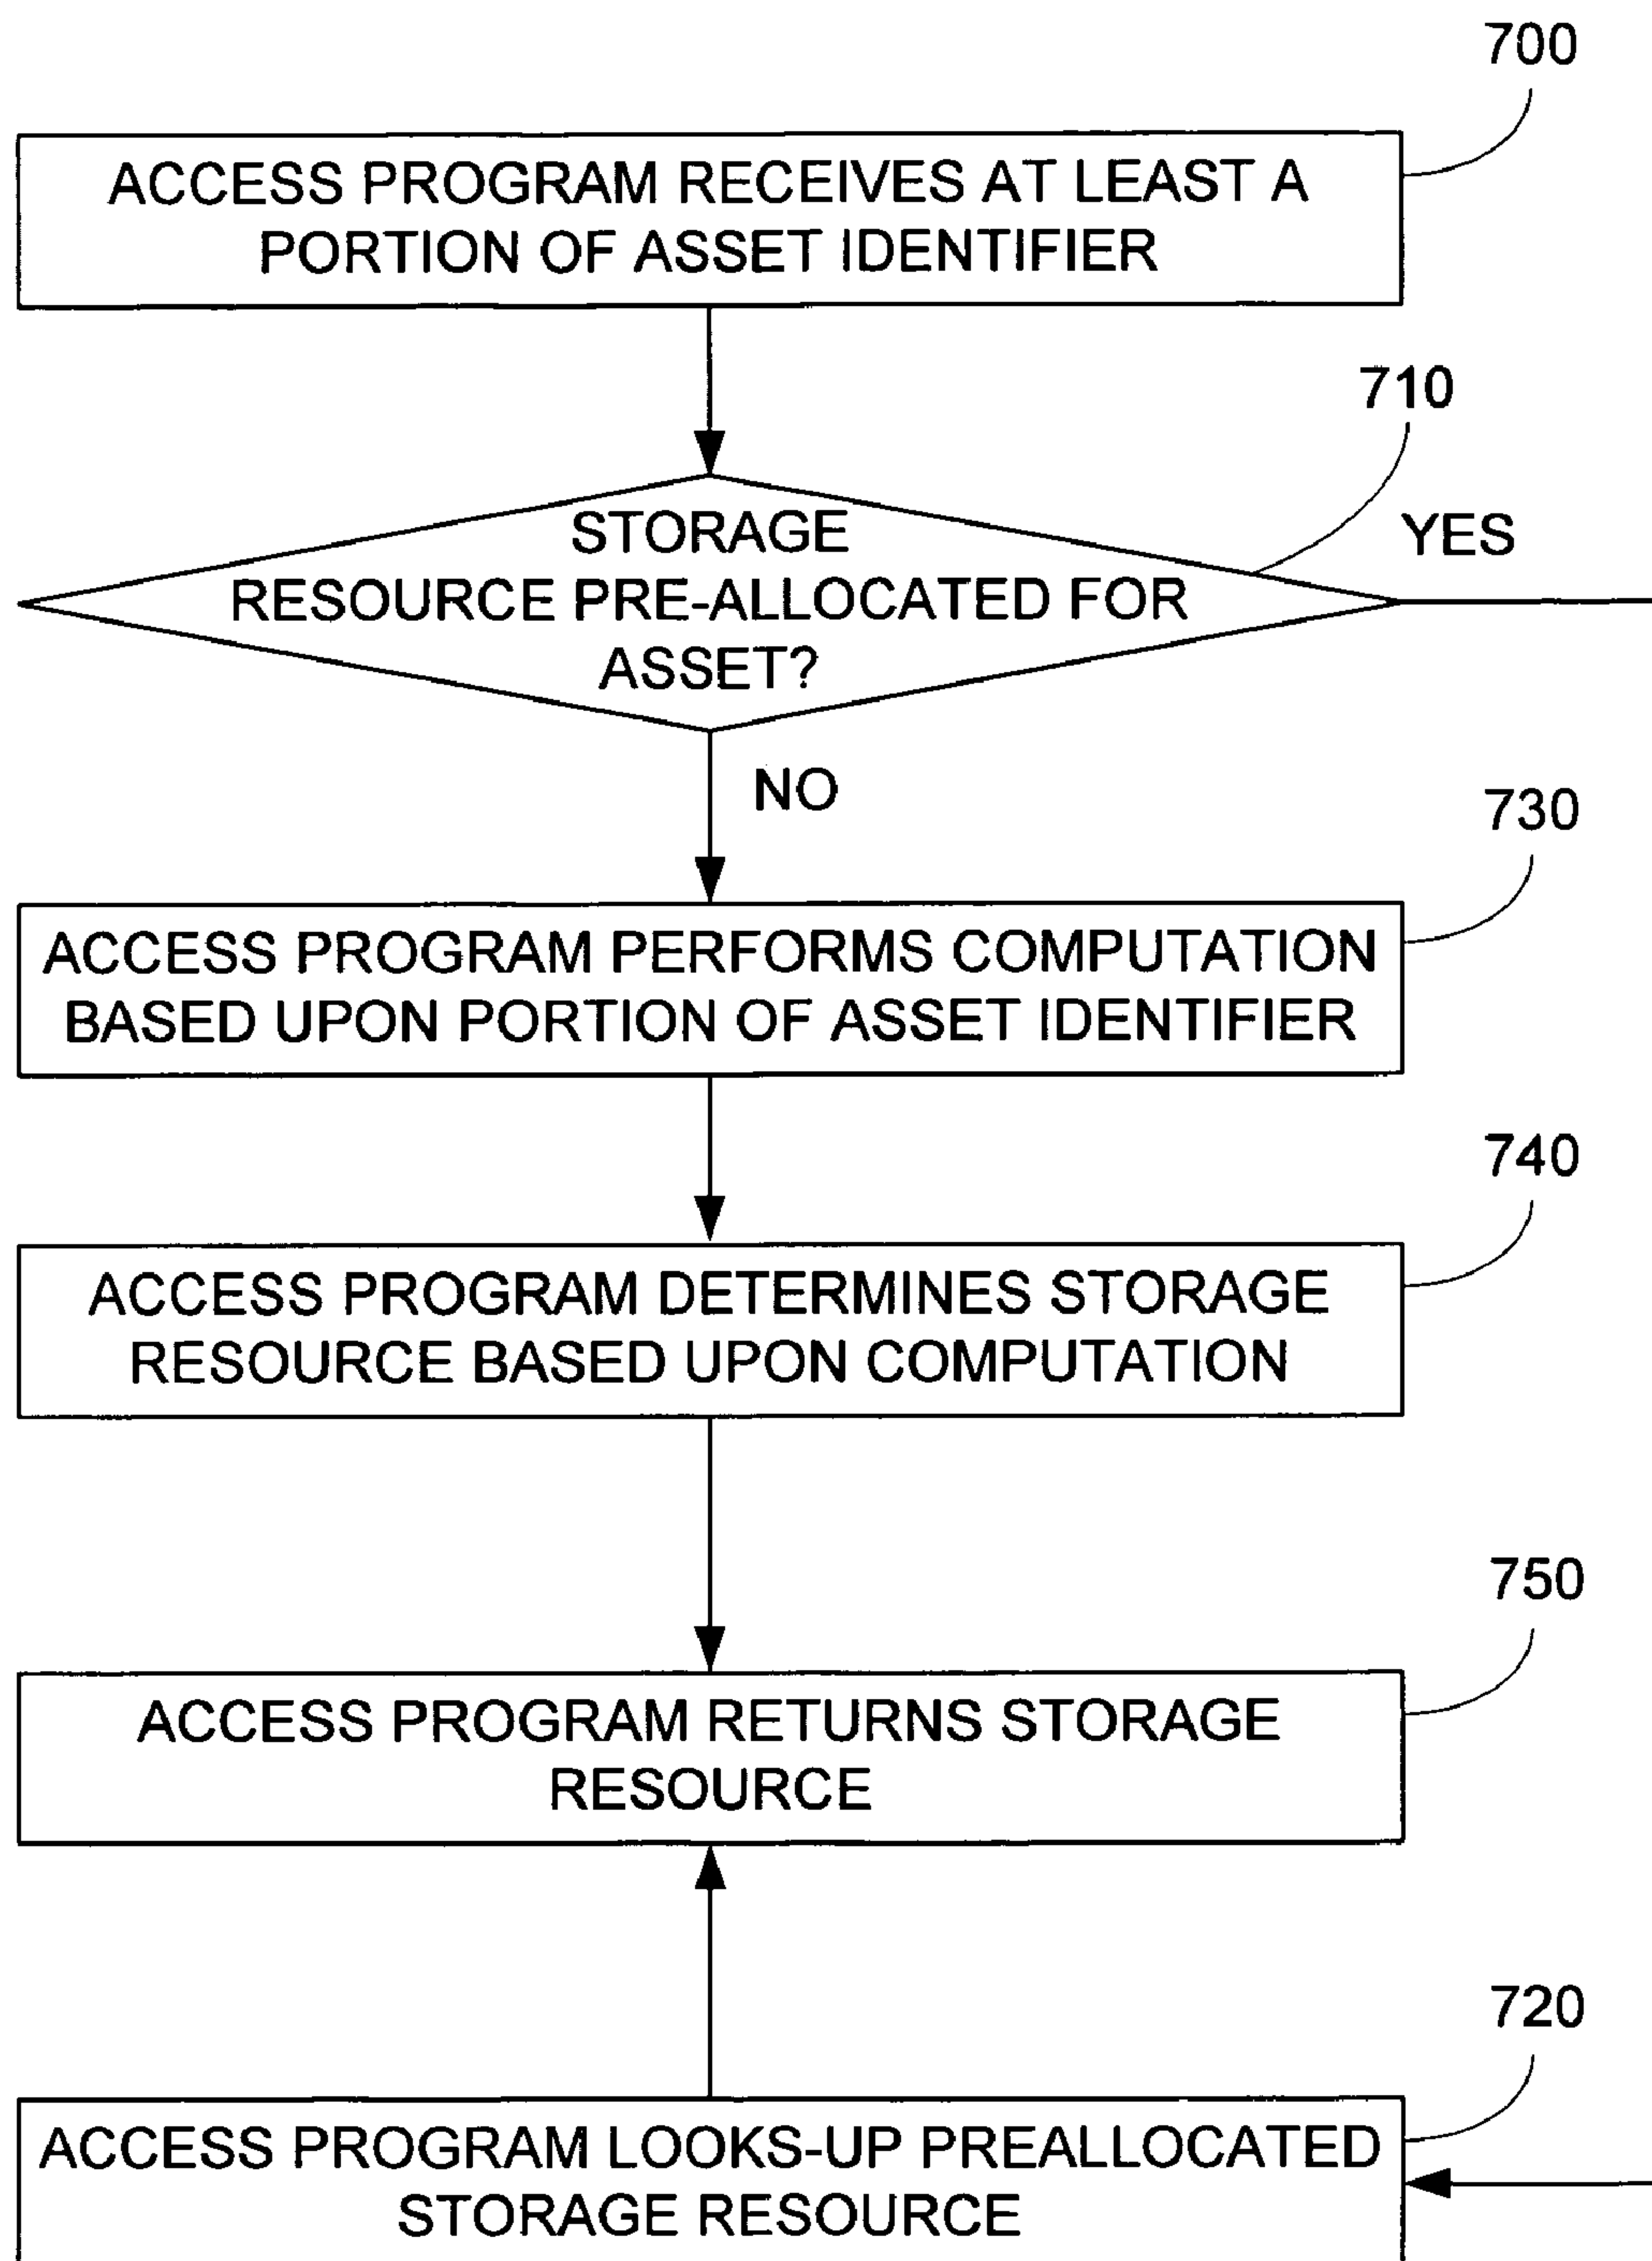 700
ACCESS PROGRAM RECEIVES AT LEAST A
PORTION OF ASSET IDENTIFIER
710
STORAGE
RESOURCE PRE-ALLOCATED FOR
ASSET?
YES
NO
730
ACCESS PROGRAM PERFORMS COMPUTATION
BASED UPON PORTION OF ASSET IDENTIFIER
740
ACCESS PROGRAM DETERMINES STORAGE
RESOURCE BASED UPON COMPUTATION
750
ACCESS PROGRAM RETURNS STORAGE
RESOURCE
720
ACCESS PROGRAM LOOKS-UP PREALLOCATED
STORAGE RESOURCE